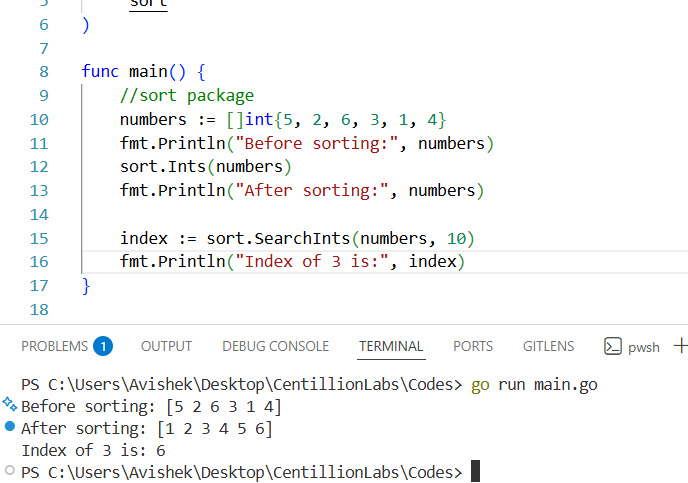 5 sort
6 )
7
8 func main() {
9 //sort package
10 numbers := []int{5, 2, 6, 3, 1, 4}
11 fmt.Println("Before sorting:", numbers)
12 sort.Ints(numbers)
13 fmt.Println("After sorting:", numbers)
14
15 index := sort.SearchInts(numbers, 10)
16 fmt.Println("Index of 3 is:", index)
17 }
18
PROBLEMS 1 OUTPUT DEBUG CONSOLE TERMINAL PORTS GITLENS pwsh +
PS C:\Users\Avishek\Desktop\CentillionLabs\Codes> go run main.go
Before sorting: [5 2 6 3 1 4]
After sorting: [1 2 3 4 5 6]
Index of 3 is: 6
PS C:\Users\Avishek\Desktop\CentillionLabs\Codes>